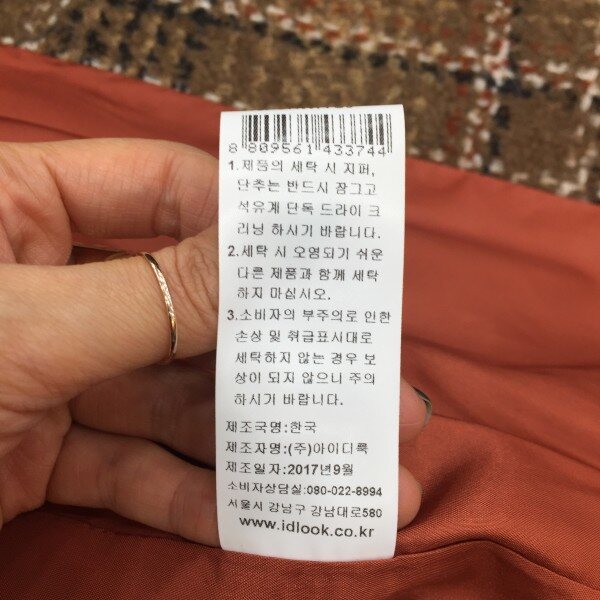 8 809561 433744
1.제품의 세탁 시 지퍼,
단추는 반드시 잠그고
석유계 단독 드라이 크
리닝 하시기 바랍니다.
2.세탁 시 오염되기 쉬운
다른 제품과 함께 세탁
하지 마십시오.
3.소비자의 부주의로 인한
손상 및 취급표시대로
세탁하지 않는 경우 보
상이 되지 않으니 주의
하시기 바랍니다.
제조국명:한국
제조자명:(주)아이디룩
제조일자:2017년9월
소비자상담실:080-022-8994
서울시 강남구 강남대로580
www.idlook.co.kr